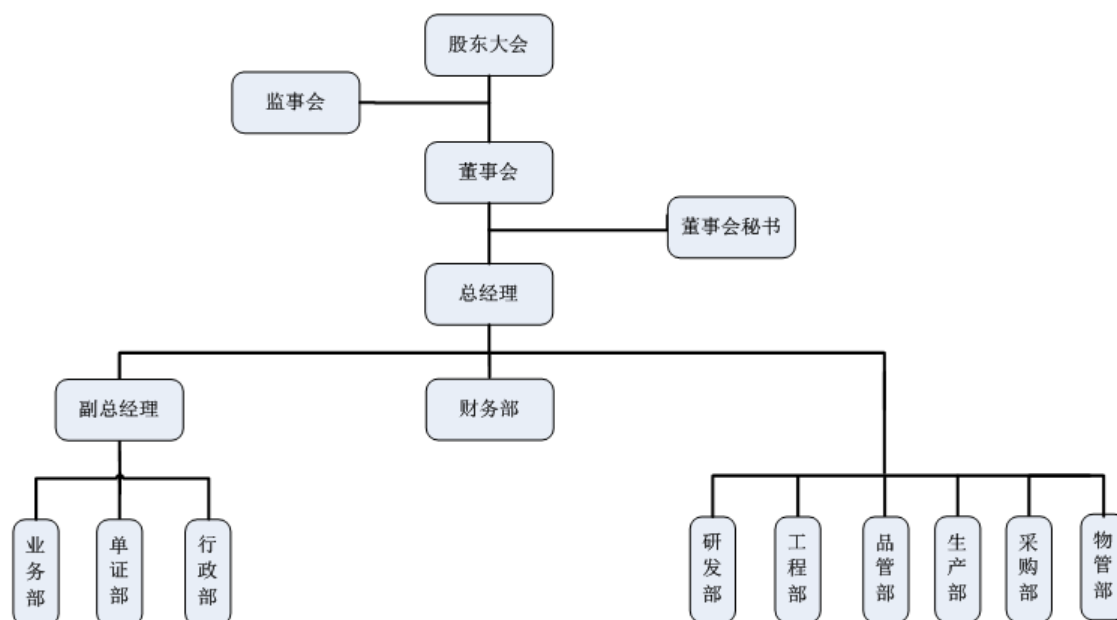 股东大会
监事会
董事会
董事会秘书
总经理
副总经理
财务部
业务部
单证部
行政部
研发部
工程部
品管部
生产部
采购部
物管部